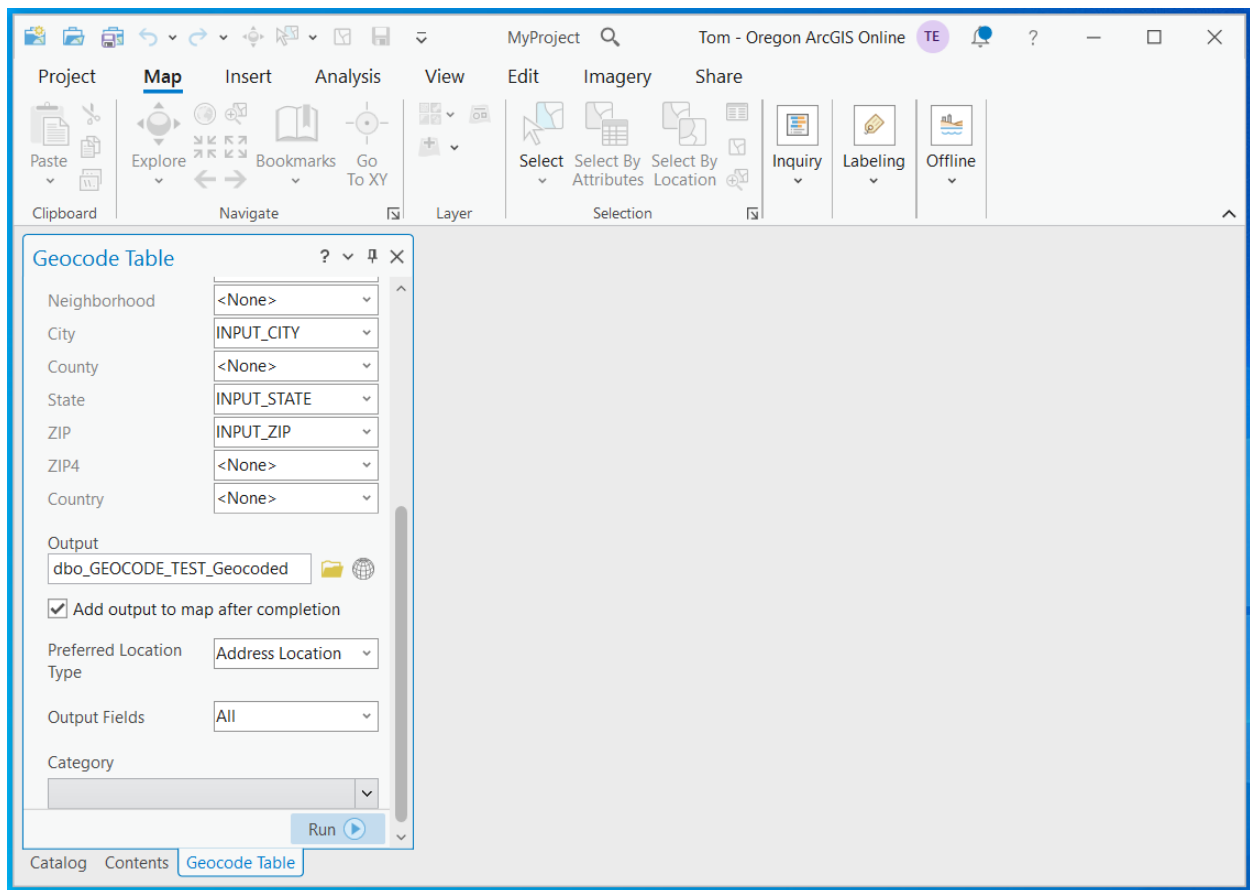 MyProject Tom - Oregon ArcGIS Online TE ?
Project Map Insert Analysis View Edit Imagery Share
Paste Explore Bookmarks Go To XY Select Select By Attributes Select By Location Inquiry Labeling Offline
Clipboard Navigate Layer Selection
Geocode Table ?
Neighborhood <None>
City INPUT_CITY
County <None>
State INPUT_STATE
ZIP INPUT_ZIP
ZIP4 <None>
Country <None>
Output
dbo_GEOCODE_TEST_Geocoded
Add output to map after completion
Preferred Location Type Address Location
Output Fields All
Category
Run
Catalog Contents Geocode Table